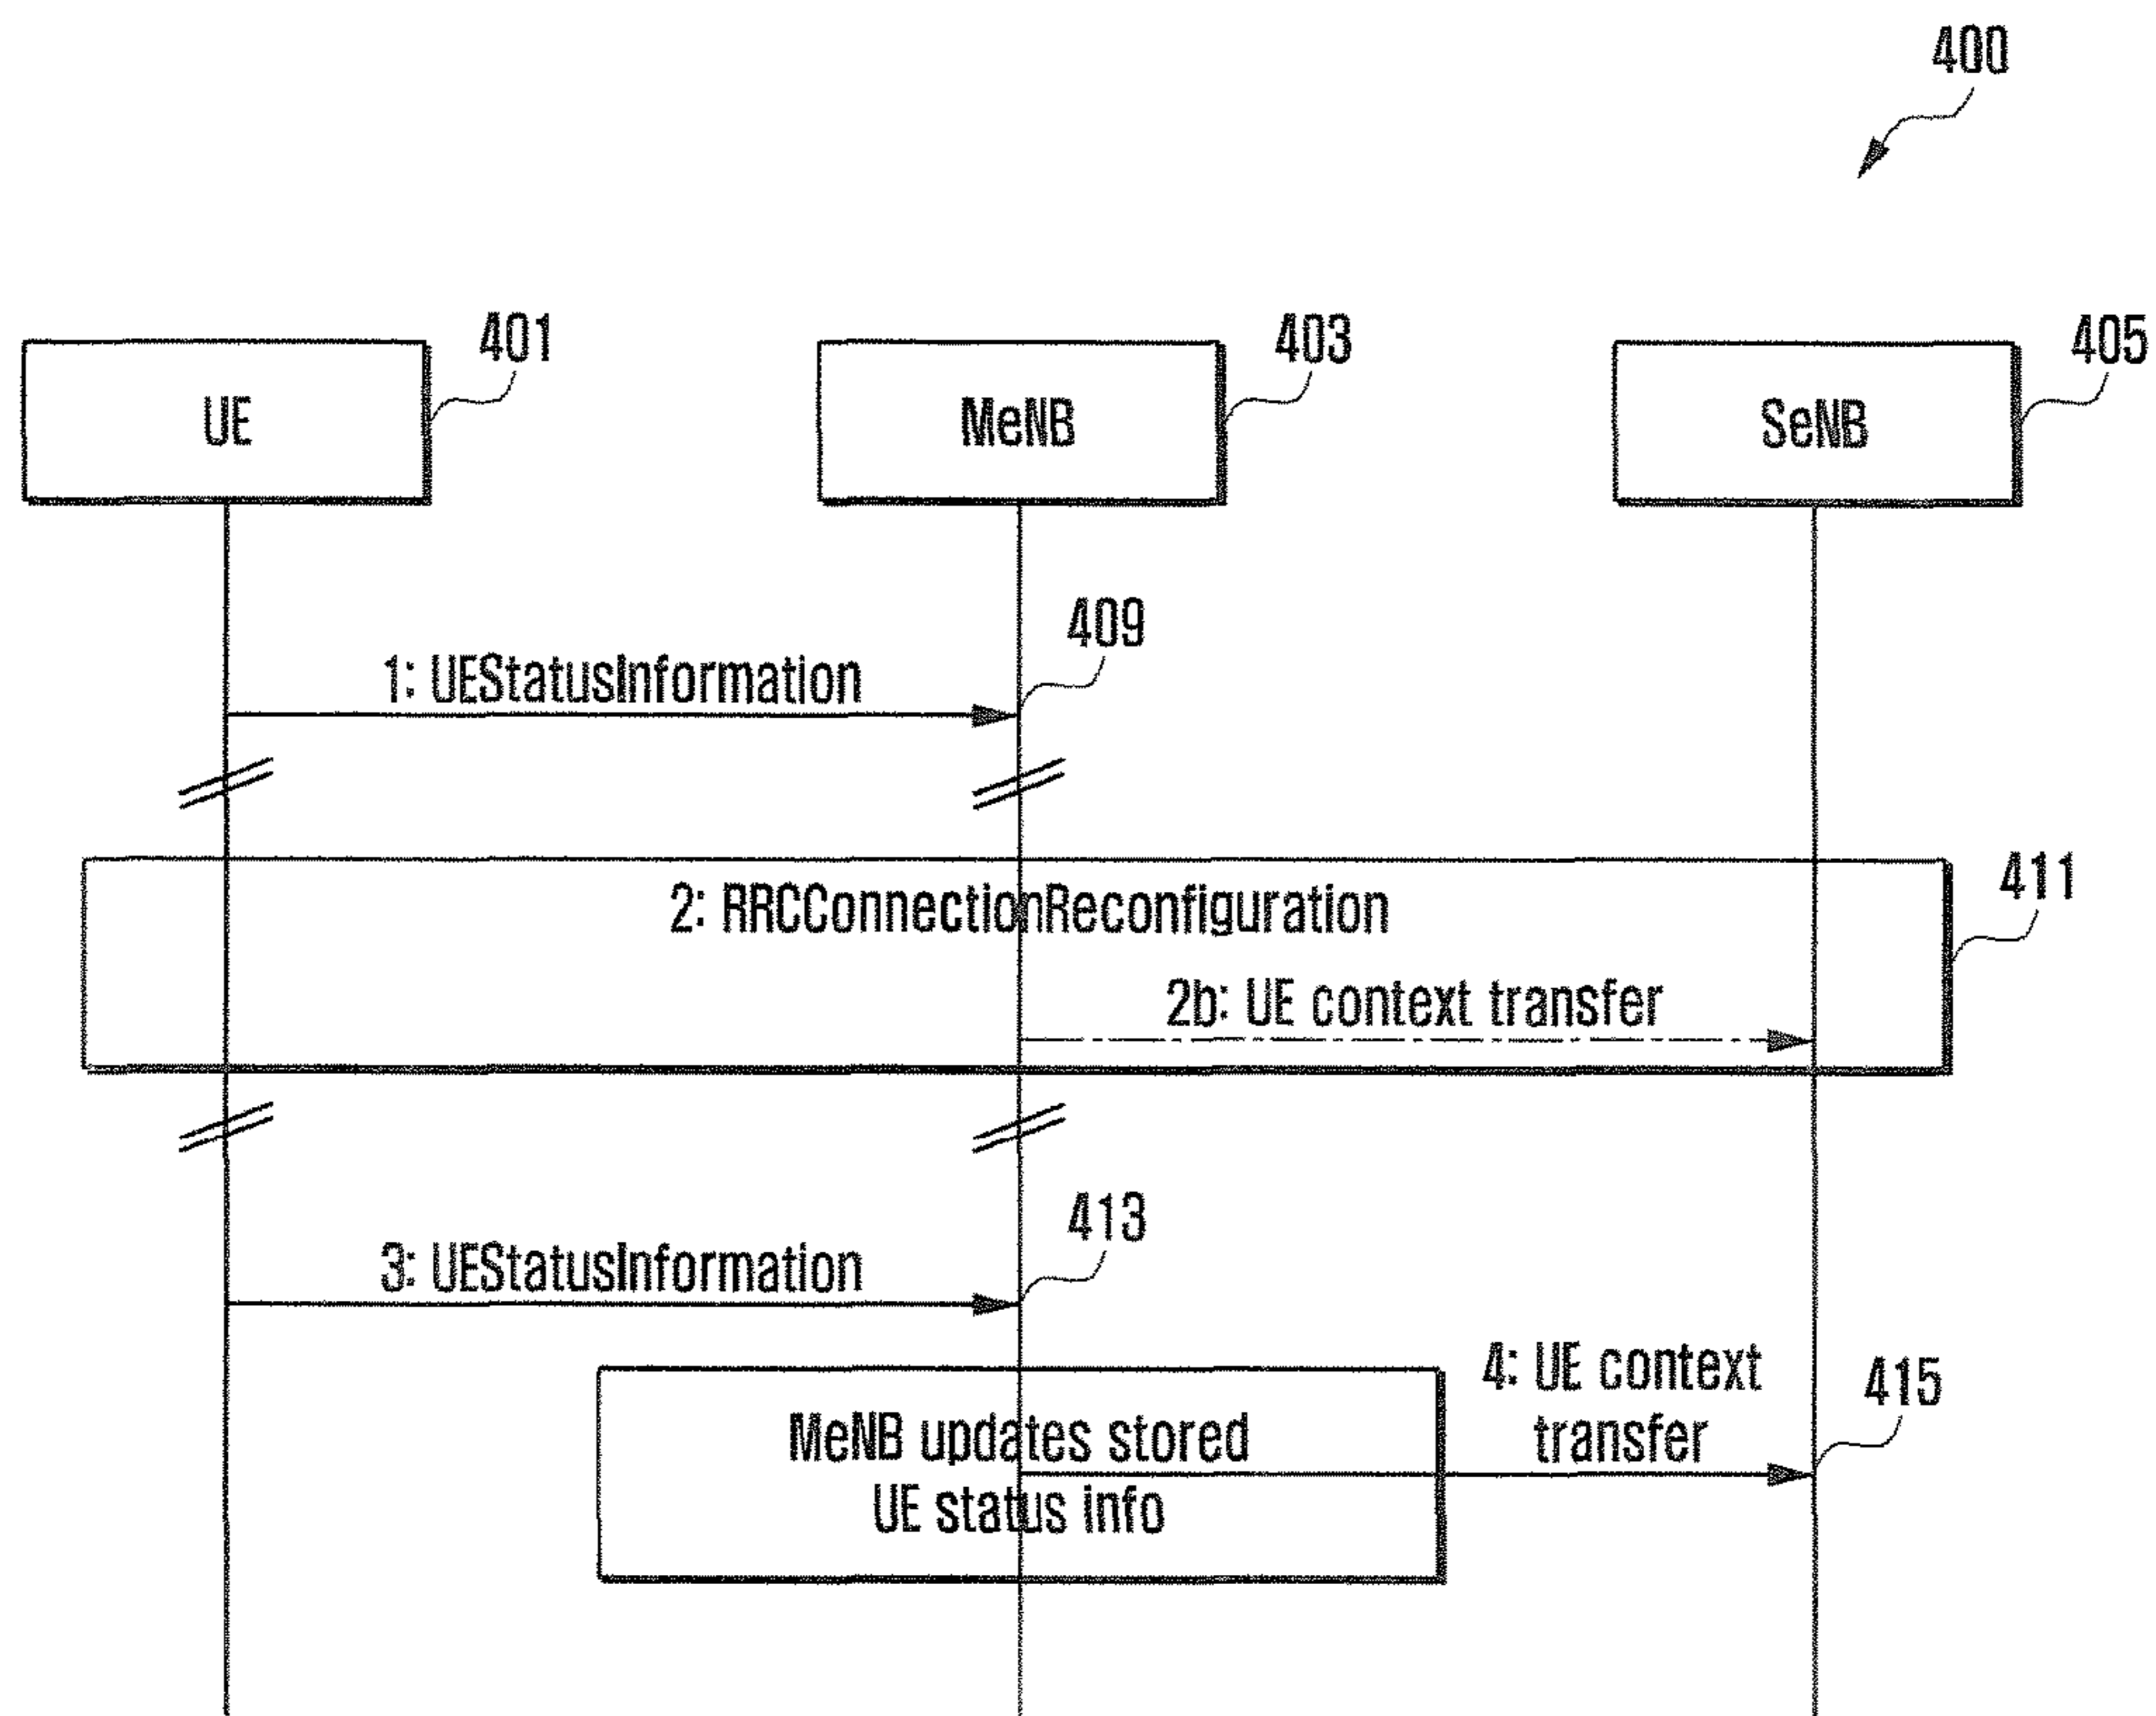 400
401
403
405
UE
MeNB
SeNB
409
1: UEStatusInformation
411
2: RRCConnectionReconfiguration
2b: UE context transfer
413
3: UEStatusInformation
4: UE context
transfer
415
MeNB updates stored
UE status info